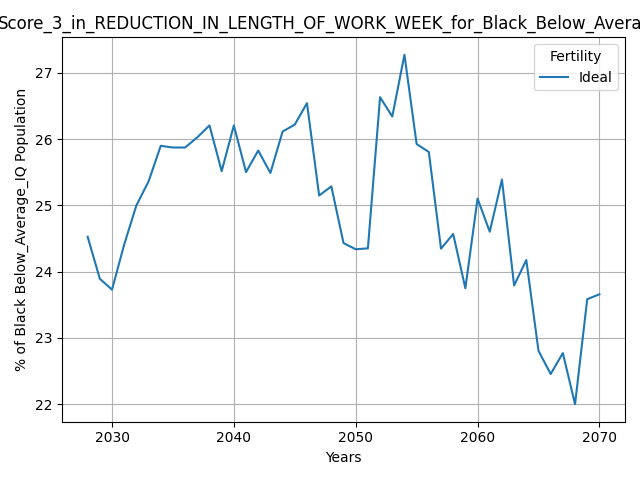 Score_3_in_REDUCTION_IN_LENGTH_OF_WORK_WEEK_for_Black_Below_Avera
Fertility
Ideal
27
26
25
24
23
22
% of Black Below_Average_IQ Population
2030 2040 2050 2060 2070
Years